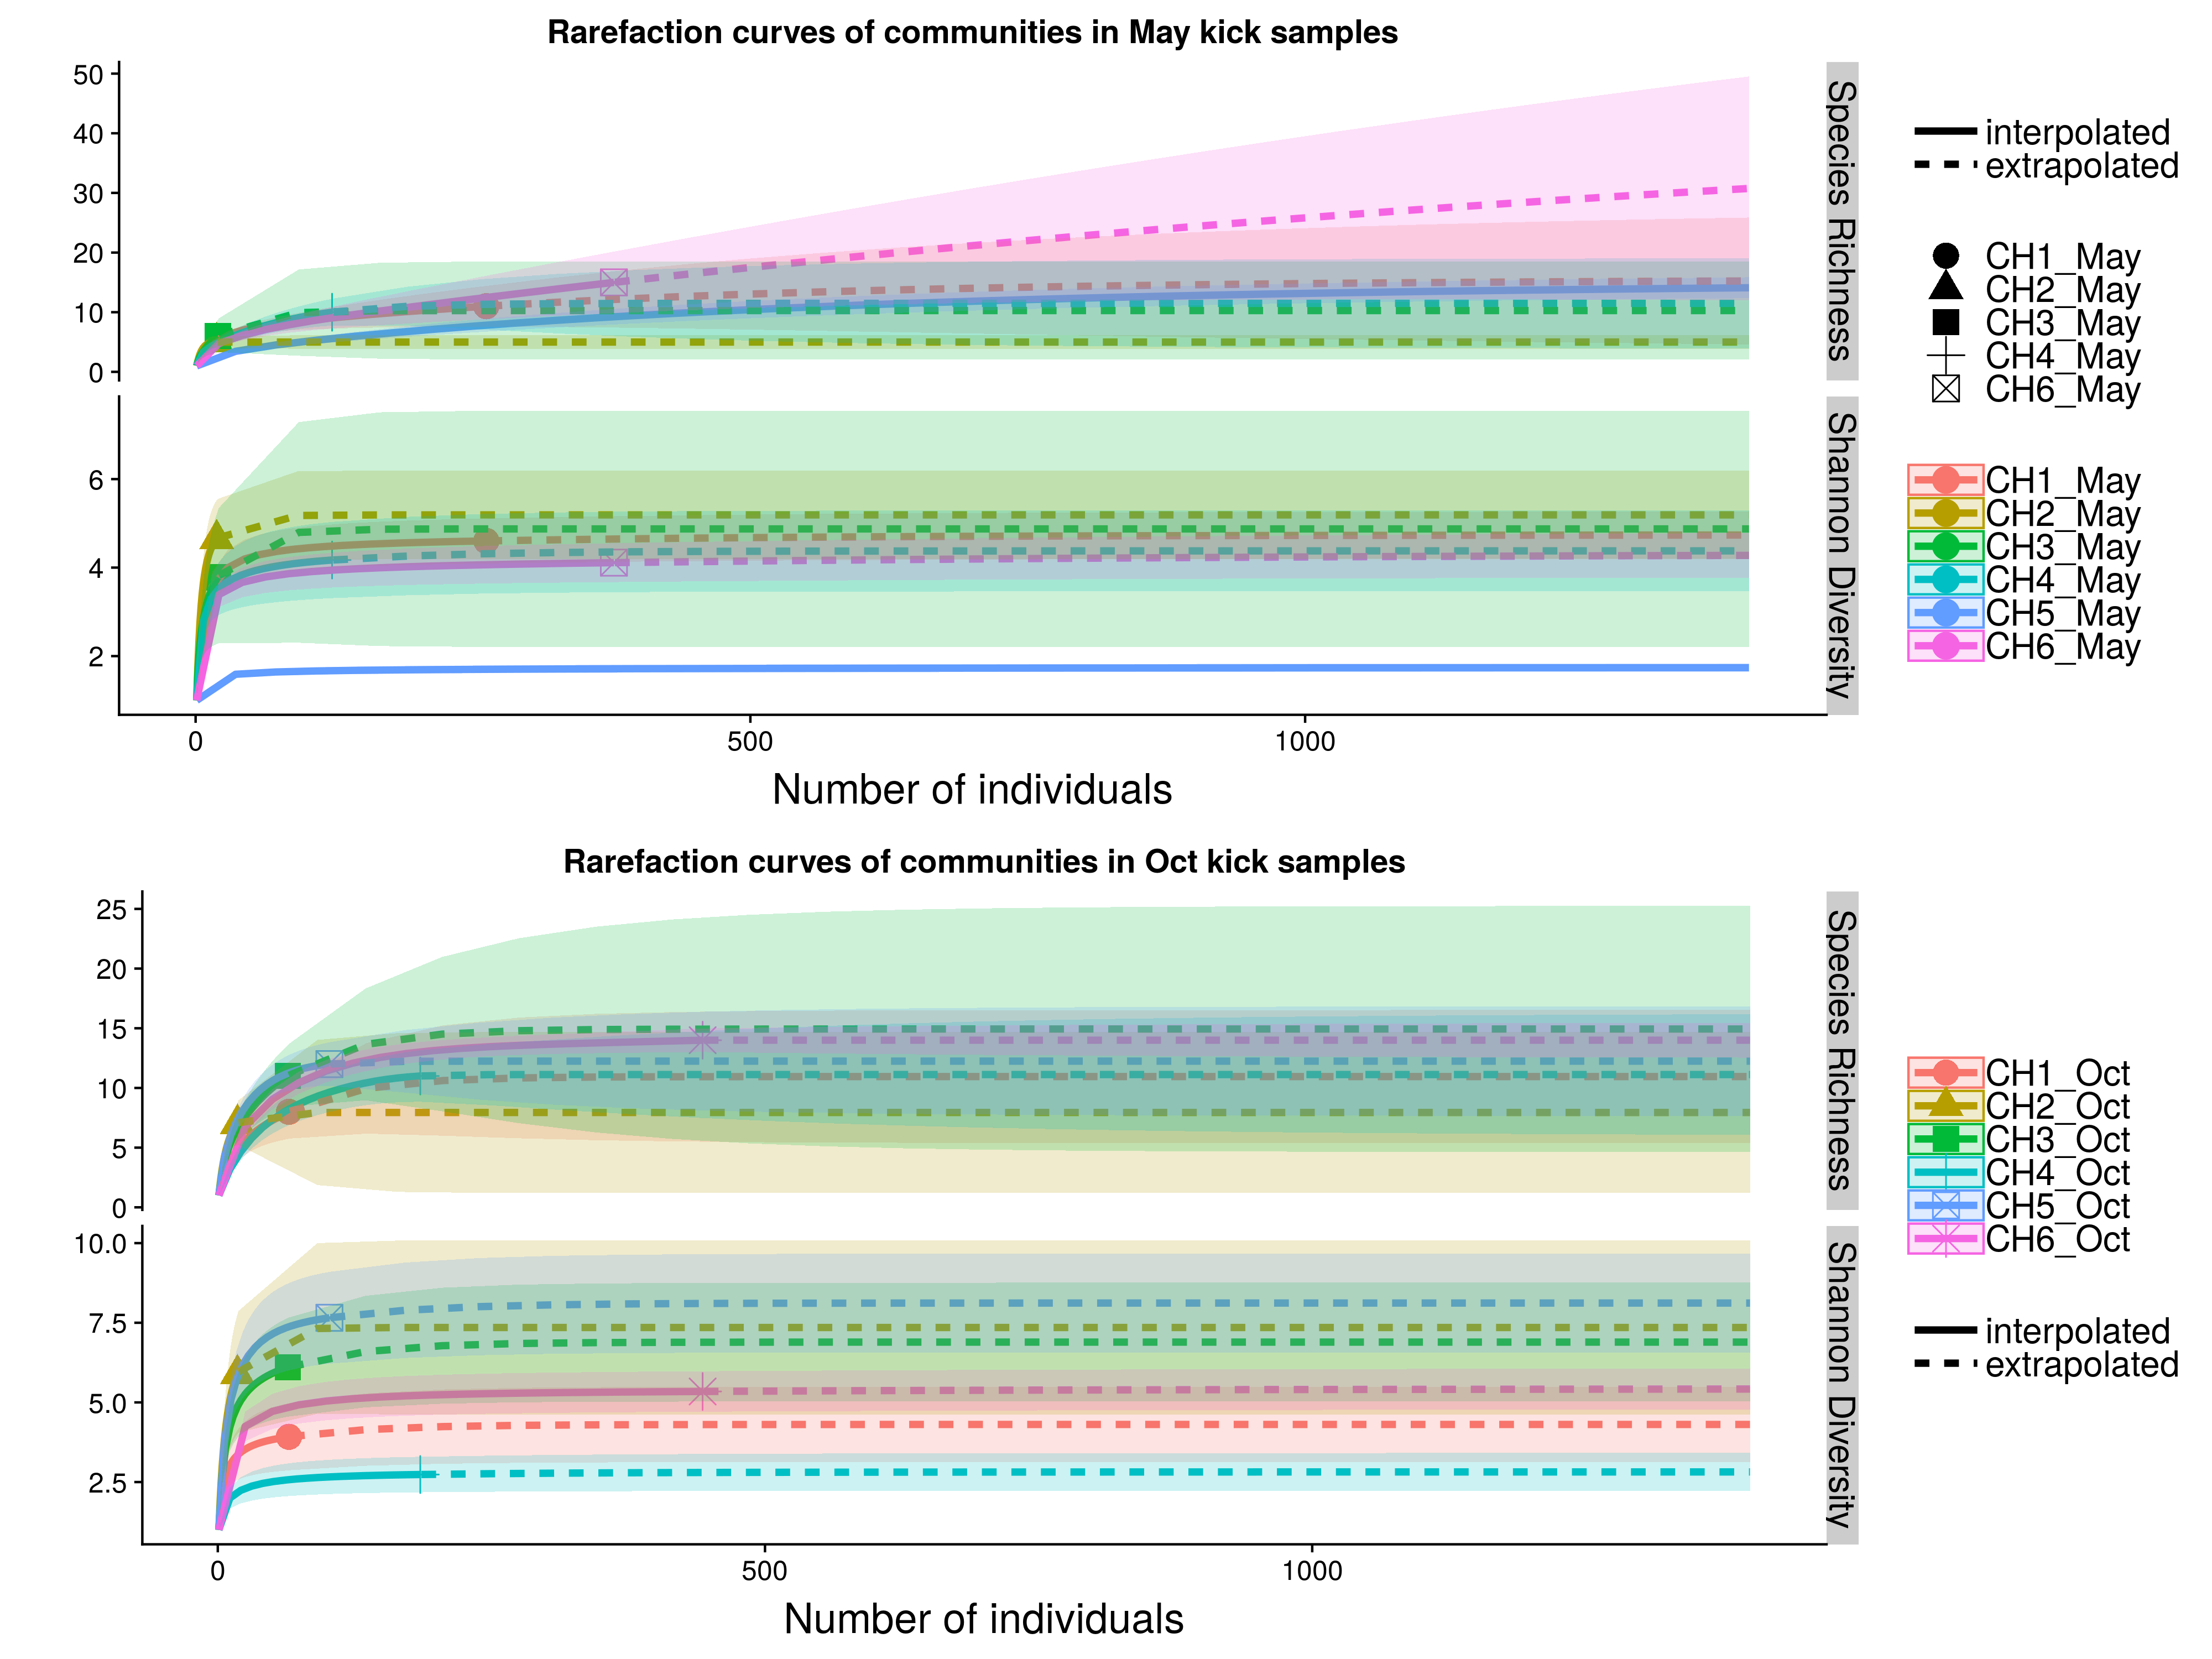 Rarefaction curves of communities in May kick samples
50
40
30
20
10
0
Species Richness
6
4
2
Shannon Diversity
0
500
1000
Number of individuals
interpolated
extrapolated
CH1_May
CH2_May
CH3_May
CH4_May
CH6_May
CH1_May
CH2_May
CH3_May
CH4_May
CH5_May
CH6_May
Rarefaction curves of communities in Oct kick samples
25
20
15
10
5
0
Species Richness
10.0
7.5
5.0
2.5
Shannon Diversity
0
500
1000
Number of individuals
CH1_Oct
CH2_Oct
CH3_Oct
CH4_Oct
CH5_Oct
CH6_Oct
interpolated
extrapolated